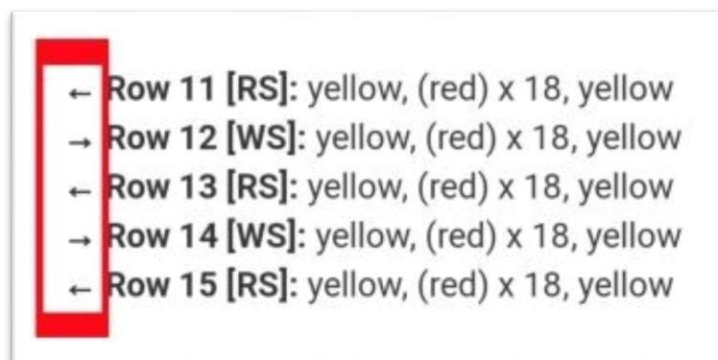 ← Row 11 [RS]: yellow, (red) x 18, yellow
→ Row 12 [WS]: yellow, (red) x 18, yellow
← Row 13 [RS]: yellow, (red) x 18, yellow
→ Row 14 [WS]: yellow, (red) x 18, yellow
← Row 15 [RS]: yellow, (red) x 18, yellow